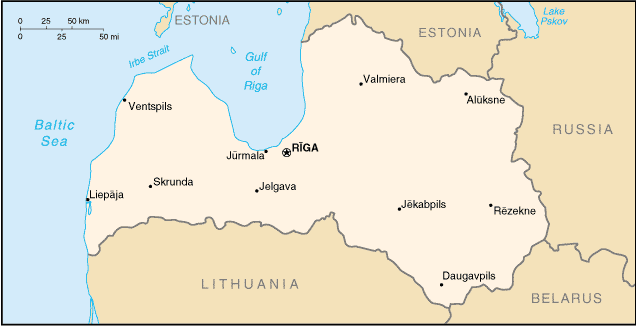 0 25 50 km
0 25 50 mi
ESTONIA
Lake
Pskov
ESTONIA
Irbe Strait
Gulf
of
Riga
Valmiera
Alūksne
Ventspils
Baltic
Sea
RUSSIA
Jūrmala
RĪGA
Skrunda
Jelgava
Liepāja
Jēkabpils
Rēzekne
Daugavpils
LITHUANIA
BELARUS